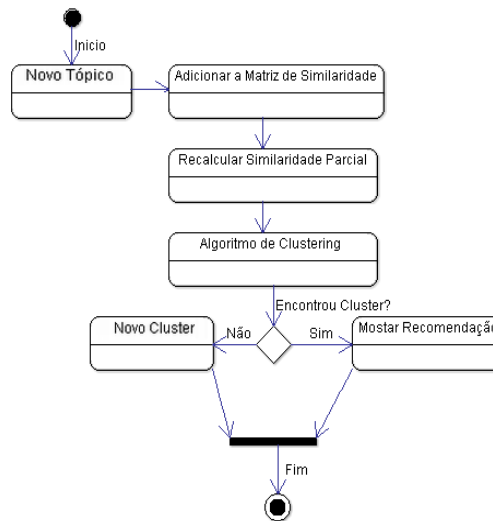 Inicio
Novo Tópico
Adicionar a Matriz de Similaridade
Recalcular Similaridade Parcial
Algoritmo de Clustering
Encontrou Cluster?
Novo Cluster
Não
Sim
Mostar Recomendação
Fim